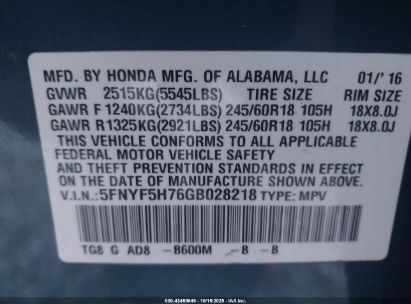 MFD. BY HONDA MFG. OF ALABAMA, LLC 01/'16
GVWR 2515KG(5545LBS) TIRE SIZE RIM SIZE
GAWR F 1240KG(2734LBS) 245/60R18 105H 18X8.0J
GAWR R 1325KG(2921LBS) 245/60R18 105H 18X8.0J
THIS VEHICLE CONFORMS TO ALL APPLICABLE
FEDERAL MOTOR VEHICLE SAFETY
AND THEFT PREVENTION STANDARDS
IN EFFECT ON THE DATE OF
MANUFACTURE SHOWN ABOVE.
V.I.N.: 5FNYF5H76GB028218 TYPE: MPV
TG8 G AD8 -B600M -B -B